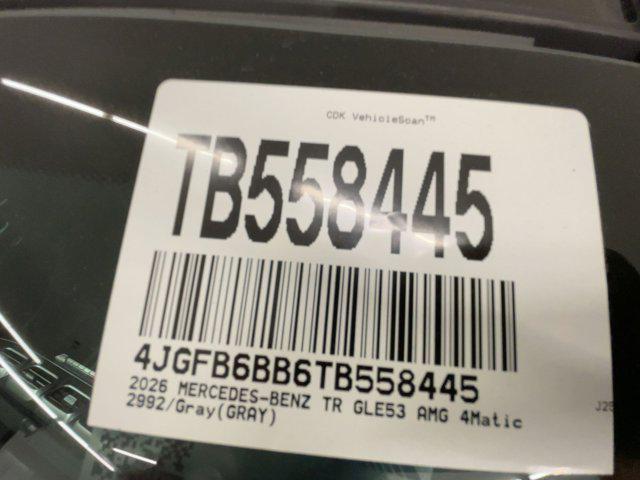 CDK VehicleScan™
TB558445
4JGFB6BB6TB558445
2026 MERCEDES-BENZ TR GLE53 AMG 4Matic
2992/Gray(GRAY)